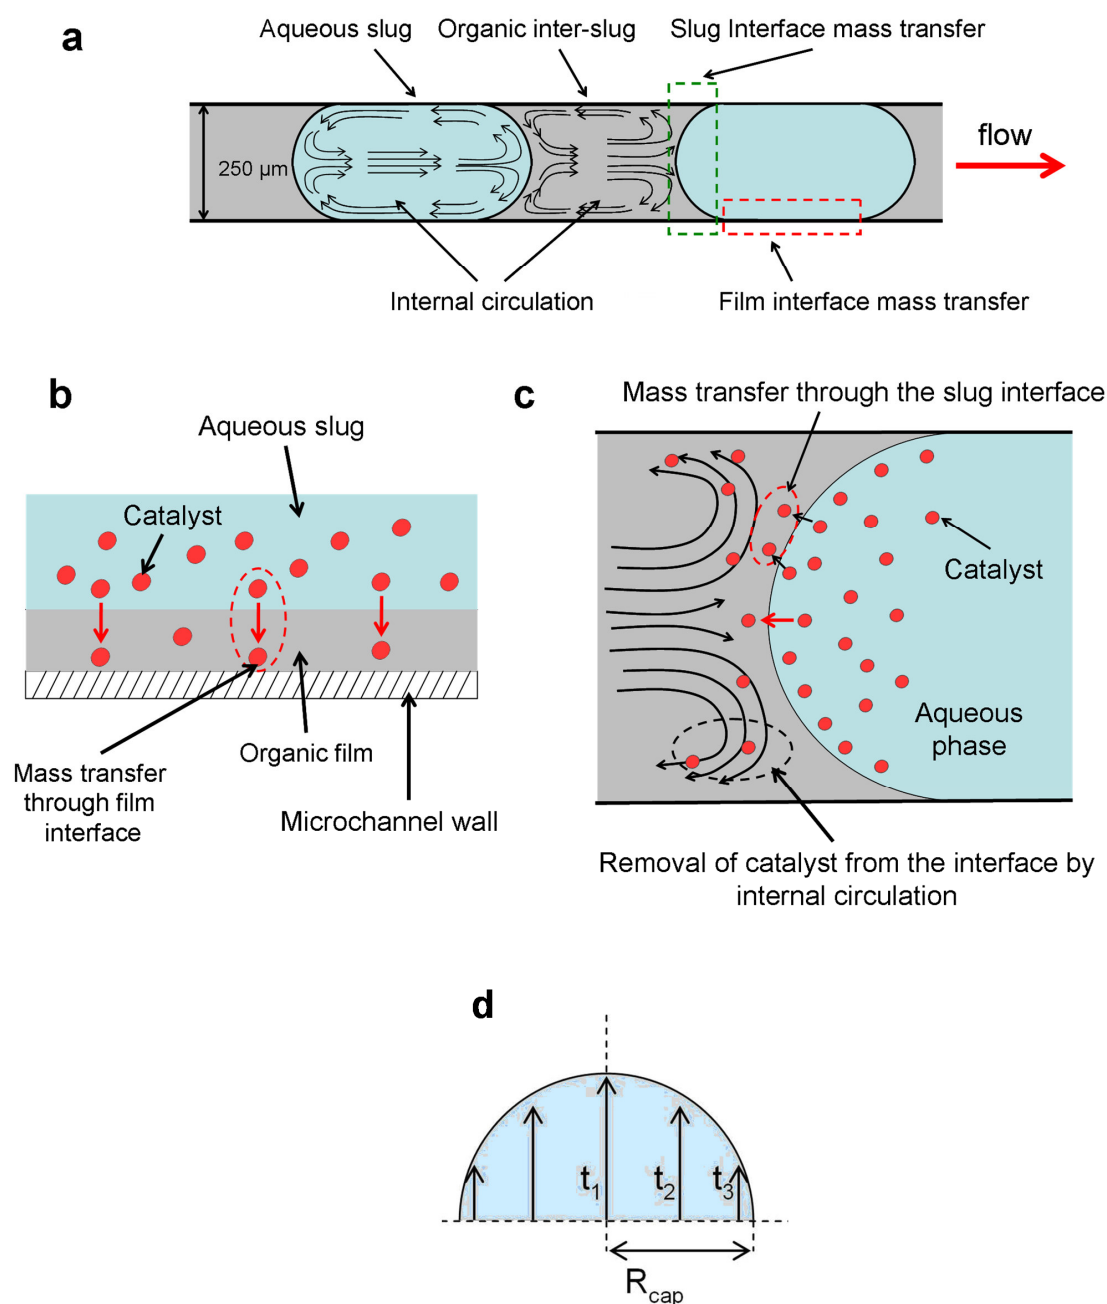 a
Aqueous slug
Organic inter-slug
Slug Interface mass transfer
250 µm
flow
Internal circulation
Film interface mass transfer
b
Aqueous slug
Catalyst
Mass transfer
through film
interface
Organic film
Microchannel wall
c
Mass transfer through the slug interface
Catalyst
Aqueous
phase
Removal of catalyst from the interface by
internal circulation
d
t1
t2
t3
Rcap